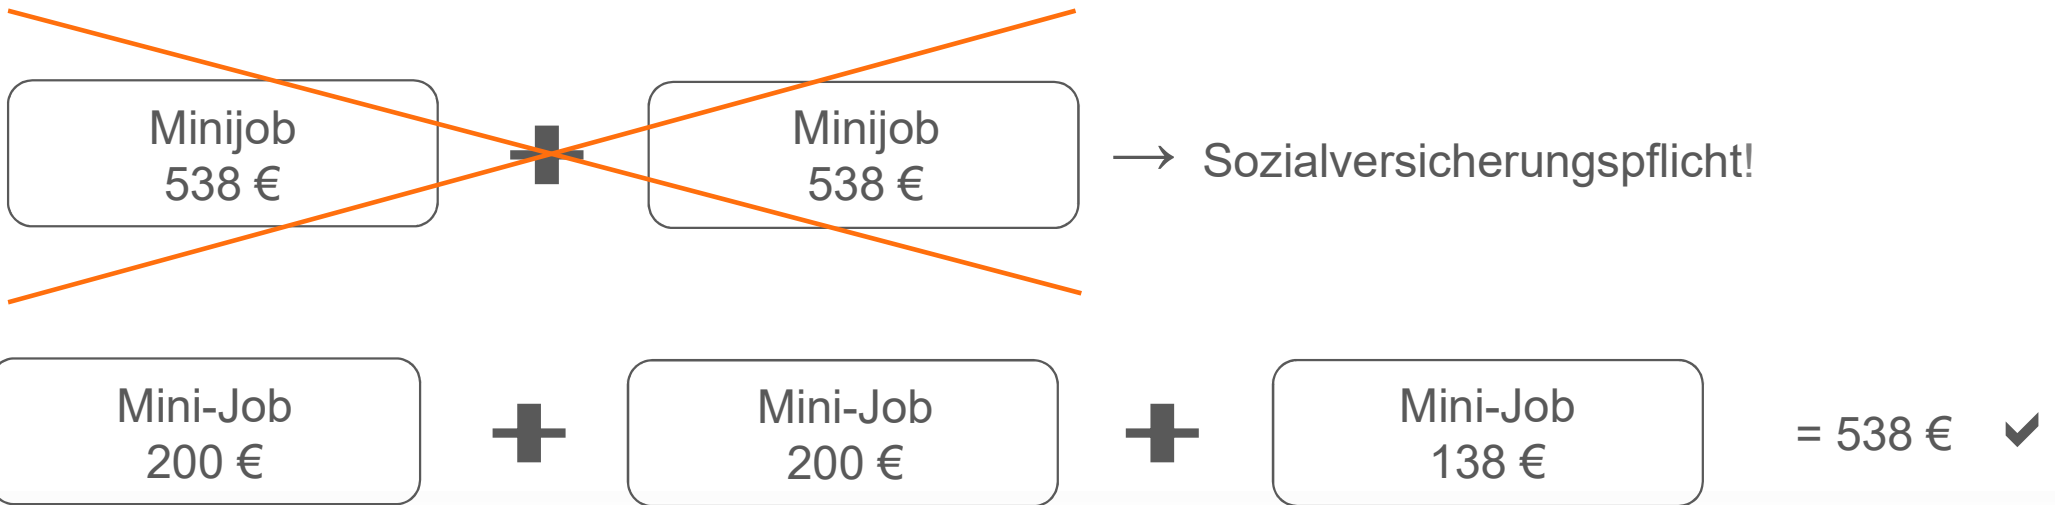 Minijob
538 €
Minijob
538 €
→ Sozialversicherungspflicht!
Mini-Job
200 €
Mini-Job
200 €
Mini-Job
138 €
= 538 €